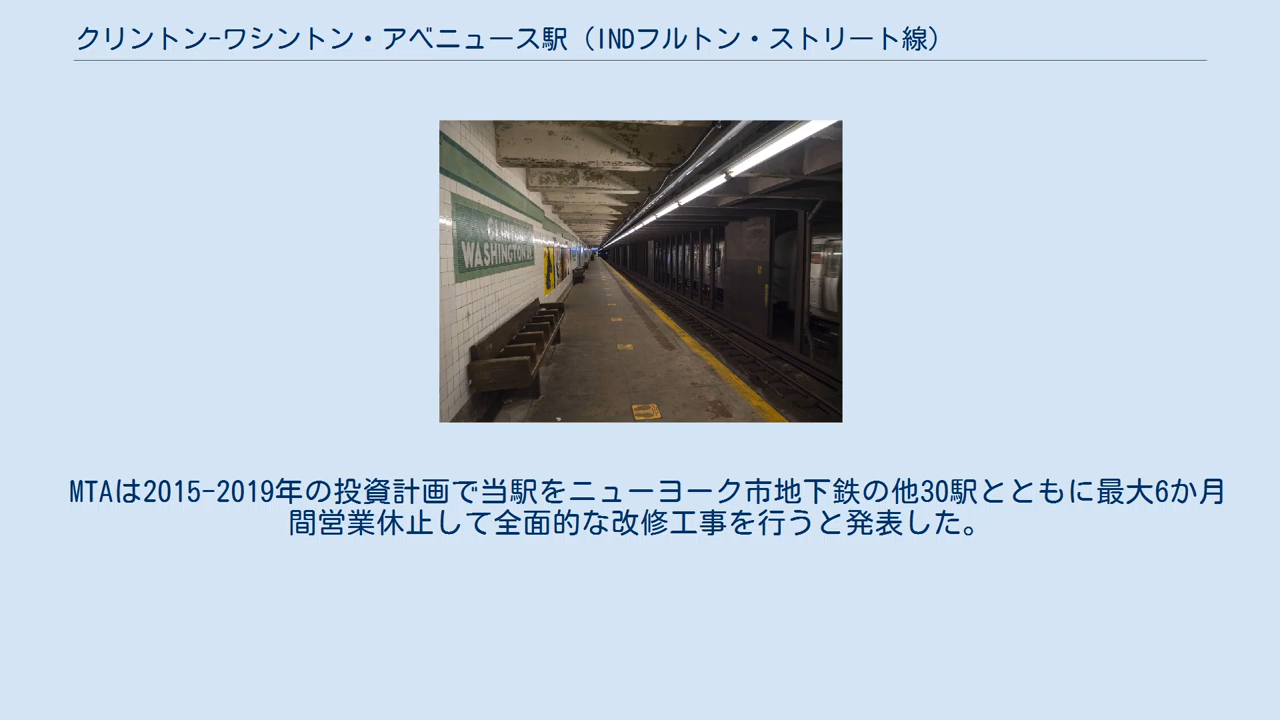 クリントン-ワシントン・アベニュース駅（INDフルトン・ストリート線）
WASHINGTON
MTAは2015-2019年の投資計画で当駅をニューヨーク市地下鉄の他30駅とともに最大6か月
間営業休止して全面的な改修工事を行うと発表した。